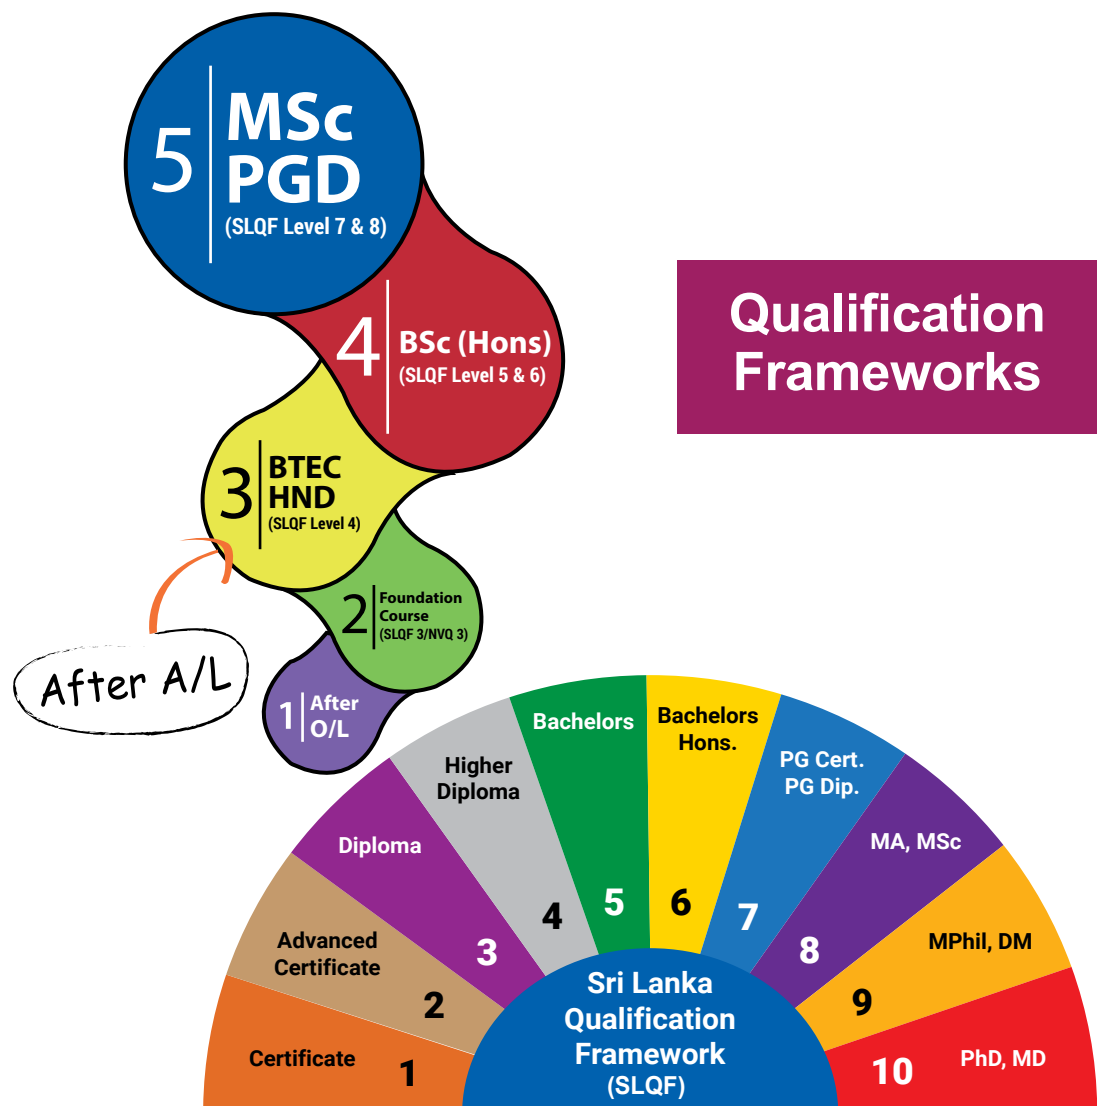 5
MSc
PGD
(SLQF Level 7 & 8)
4
BSc (Hons)
(SLQF Level 5 & 6)
Qualification
Frameworks
3
BTEC
HND
(SLQF Level 4)
2
Foundation
Course
(SLQF 3/NVQ 3)
After A/L
1
After
O/L
Certificate
1
Advanced
Certificate
2
Diploma
3
Higher
Diploma
4
Bachelors
5
Bachelors
Hons.
6
PG Cert.
PG Dip.
7
MA, MSc
8
MPhil, DM
9
PhD, MD
10
Sri Lanka
Qualification
Framework
(SLQF)